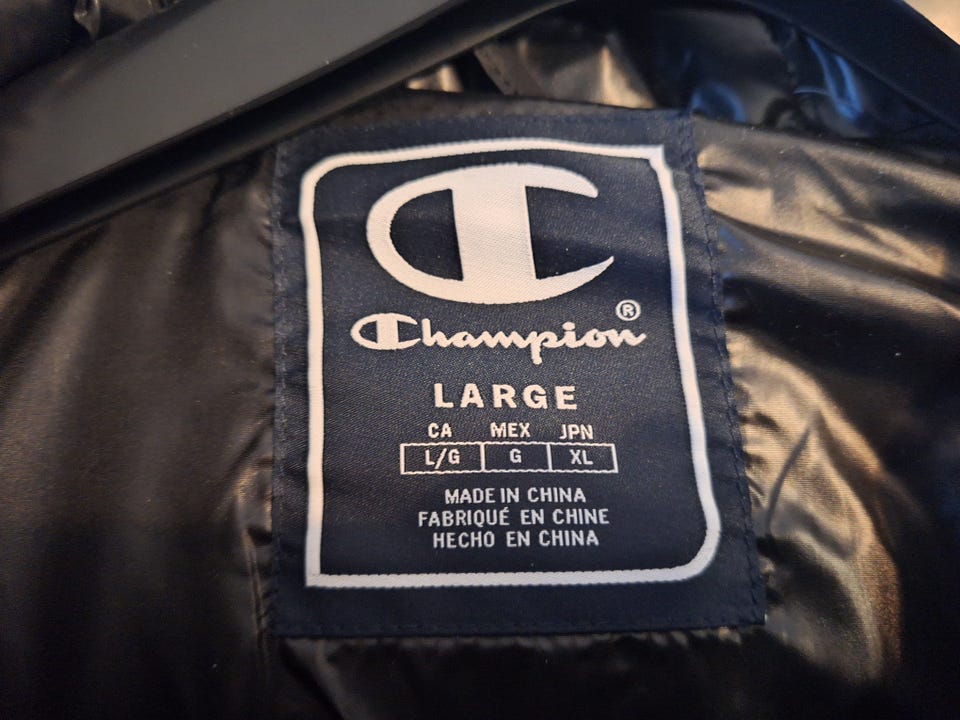 Champion®
LARGE
CA MEX JPN
L/G G XL
MADE IN CHINA
FABRIQUÉ EN CHINE
HECHO EN CHINA